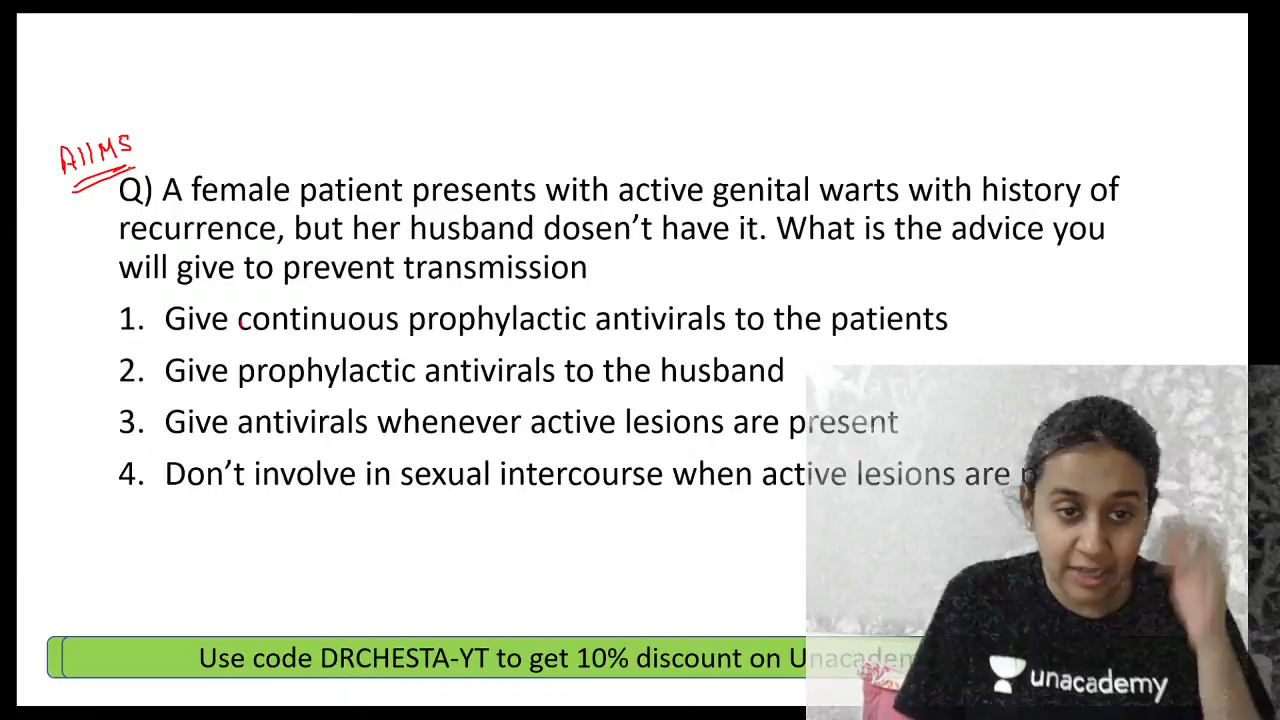 AIIMS
Q) A female patient presents with active genital warts with history of
recurrence, but her husband dosen't have it. What is the advice you
will give to prevent transmission
1. Give continuous prophylactic antivirals to the patients
2. Give prophylactic antivirals to the husband
3. Give antivirals whenever active lesions are present
4. Don't involve in sexual intercourse when active lesions are
Use code DRCHESTA-YT to get 10% discount on Unacadem
unacademy